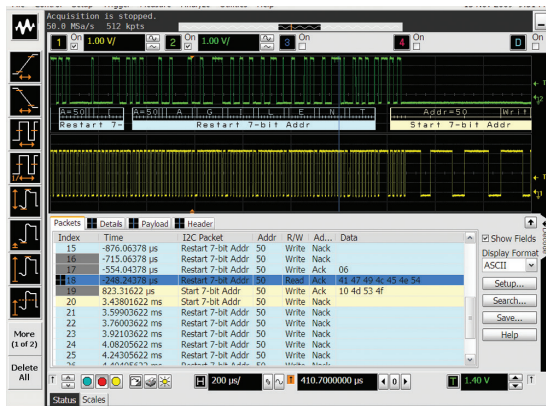 Acquisition is stopped.
50.0 MSa/s 512 kpts
1 On 1.00 V/ 2 On 1.00 V/ 3 On 4 On D On
A=50 [ A=50 A G I L E N T Addr=50 Writ
Restart 7- Restart 7-bit Addr Start 7-bit Addr
Packets Details Payload Header
Index Time I2C Packet Addr R/W Ad... Data
15 -876.06378 µs Restart 7-bit Addr 50 Write Nack
16 -715.06378 µs Restart 7-bit Addr 50 Write Nack
17 -554.04378 µs Restart 7-bit Addr 50 Write Ack 06
18 -248.24378 µs Restart 7-bit Addr 50 Read Ack 41 47 49 4c 45 4e 54
19 823.31622 µs Start 7-bit Addr 50 Write Ack 10 4d 53 4f
20 3.43801622 ms Start 7-bit Addr 50 Write Nack
21 3.59901622 ms Restart 7-bit Addr 50 Write Nack
22 3.76001622 ms Restart 7-bit Addr 50 Write Nack
23 3.92101622 ms Restart 7-bit Addr 50 Write Nack
24 4.08201622 ms Restart 7-bit Addr 50 Write Nack
25 4.24301622 ms Restart 7-bit Addr 50 Write Nack
Show Fields
Display Format
ASCII
Setup...
Search...
Save...
Help
More
(1 of 2)
Delete
All
H 200 µs/ 410.7000000 µs 0 T 1.40 V
Status Scales